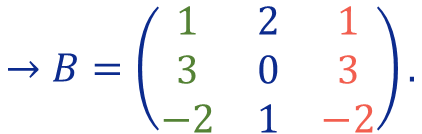 1 2 1
→ B = ( 3 0 3 ) .
−2 1 −2